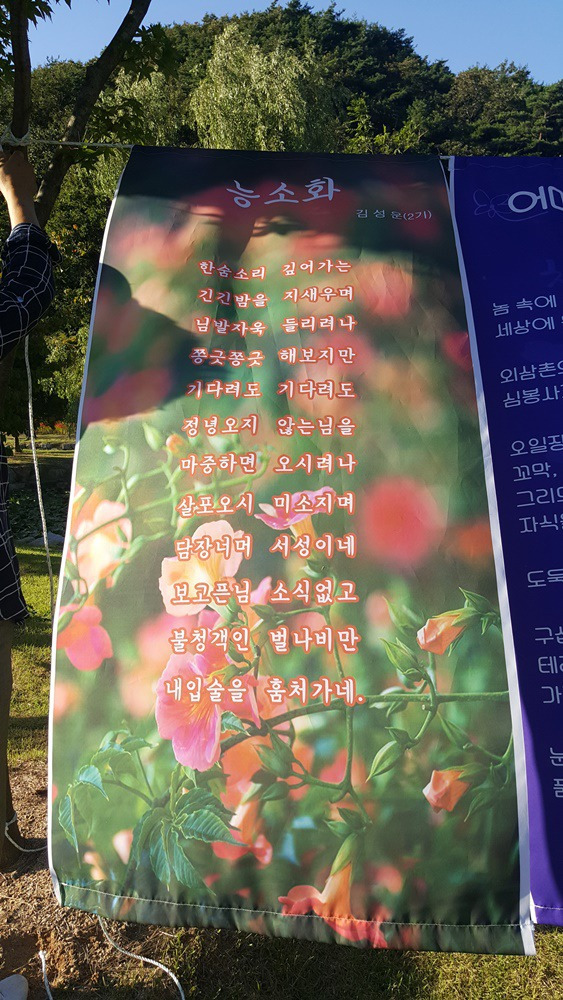 능소화
김성운(2기)
한숨소리 깊어가는
긴긴밤을 지새우며
님발자욱 들리려나
쫑긋쫑긋 해보지만
기다려도 기다려도
정녕오지 않는님을
마중하면 오시려나
살포오시 미소지며
담장너머 서성이네
보고픈님 소식없고
불청객인 벌나비만
내입술을 훔처가네.
어머
놈 속에
세상에
외삼촌
심봉사
오일장
꼬막,
그리
자식
도둑
구십
테
가
눈